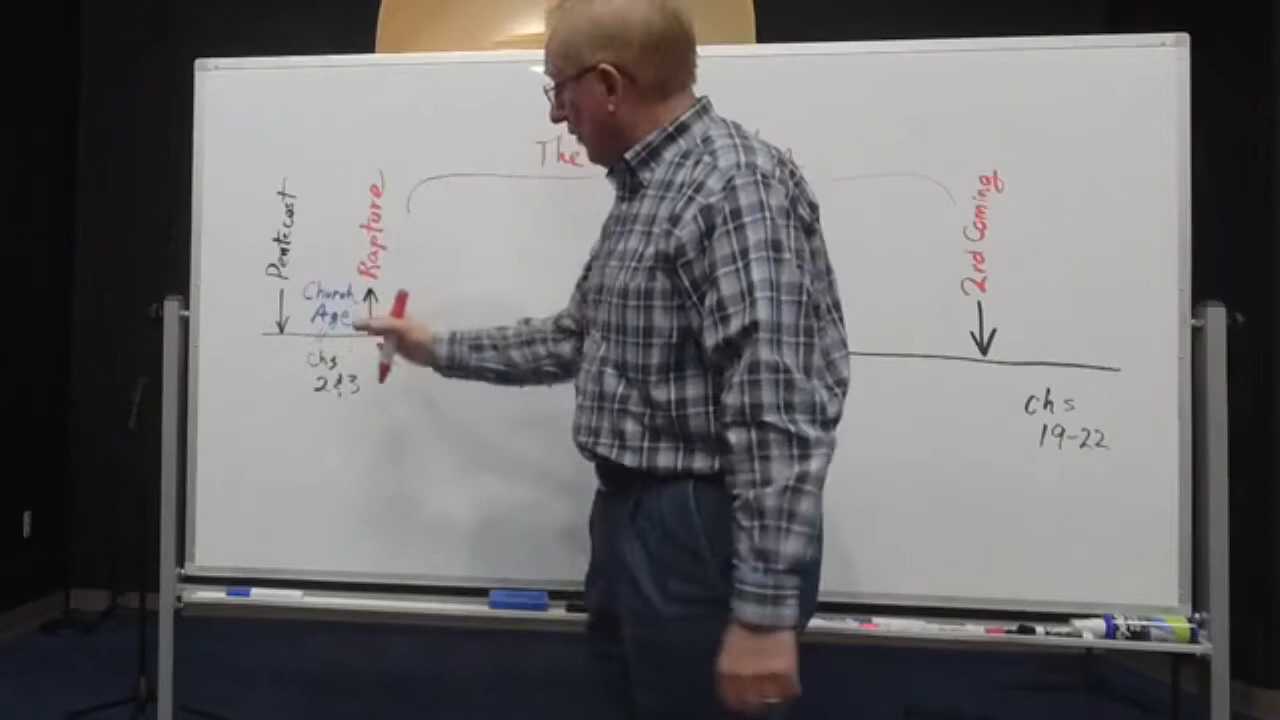 The
Pentecost
Rapture
2nd Coming
Church
Age
chs
2 & 3
chs
19-22